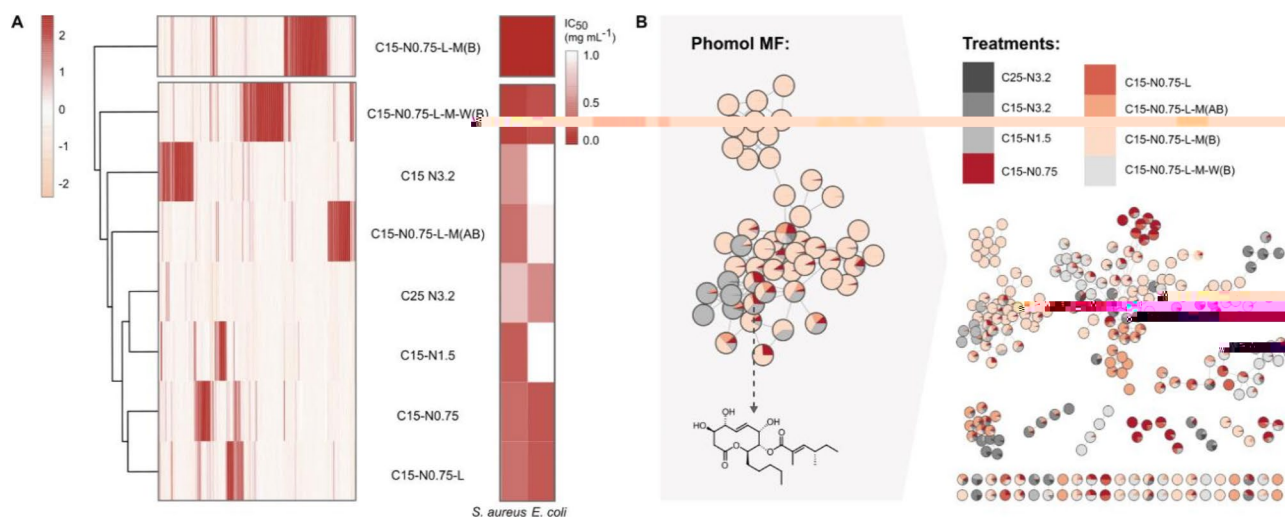 A
2
1
0
-1
-2
C15-N0.75-L-M(B)
C15-N0.75-L-M-W(B)
C15 N3.2
C15-N0.75-L-M(AB)
C25 N3.2
C15-N1.5
C15-N0.75
C15-N0.75-L
IC50
(mg mL-1)
1.0
0.5
0.0
S. aureus E. coli
B
Phomol MF:
OH
HO
OH
O
O
O
O
Treatments:
C25-N3.2
C15-N3.2
C15-N1.5
C15-N0.75
C15-N0.75-L
C15-N0.75-L-M(AB)
C15-N0.75-L-M(B)
C15-N0.75-L-M-W(B)